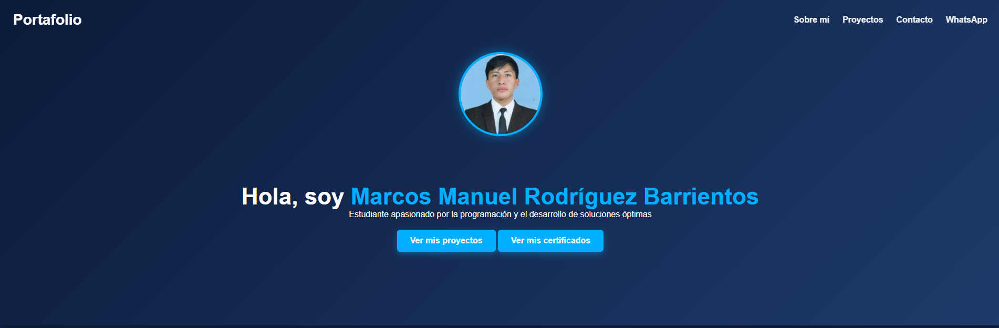 Portafolio
Sobre mí
Proyectos
Contacto
WhatsApp
Hola, soy Marcos Manuel Rodríguez Barrientos
Estudiante apasionado por la programación y el desarrollo de soluciones óptimas
Ver mis proyectos
Ver mis certificados